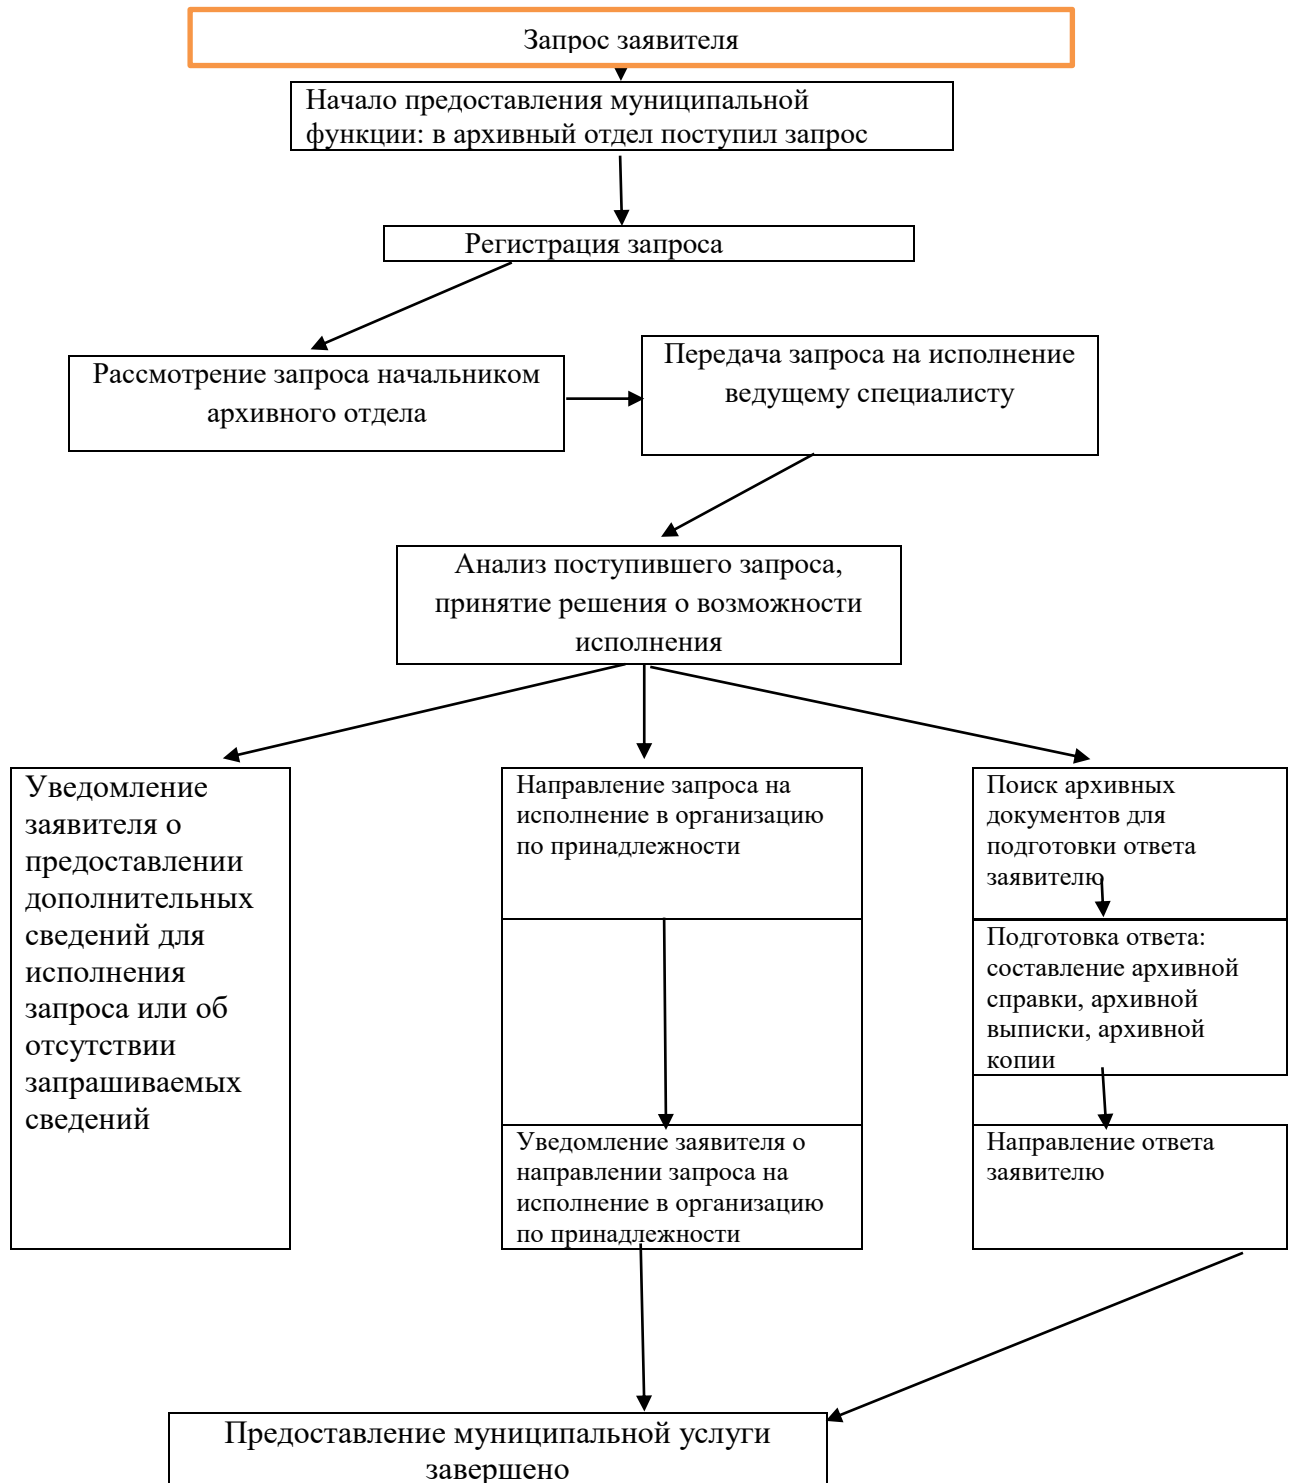 Запрос заявителя
Начало предоставления муниципальной
функции: в архивный отдел поступил запрос
Регистрация запроса
Рассмотрение запроса начальником
архивного отдела
Передача запроса на исполнение
ведущему специалисту
Анализ поступившего запроса,
принятие решения о возможности
исполнения
Уведомление
заявителя о
предоставлении
дополнительных
сведений для
исполнения
запроса или об
отсутствии
запрашиваемых
сведений
Направление запроса на
исполнение в организацию
по принадлежности
Уведомление заявителя о
направлении запроса на
исполнение в организацию
по принадлежности
Поиск архивных
документов для
подготовки ответа
заявителю
Подготовка ответа:
составление архивной
справки, архивной
выписки, архивной
копии
Направление ответа
заявителю
Предоставление муниципальной услуги
завершено